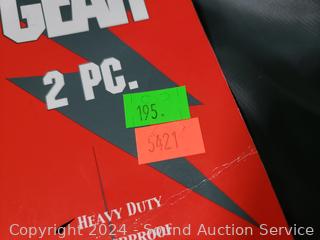 GEAR
2 PC.
195.
5421
HEAVY DUTY
Copyright 2024 - Sound Auction Service